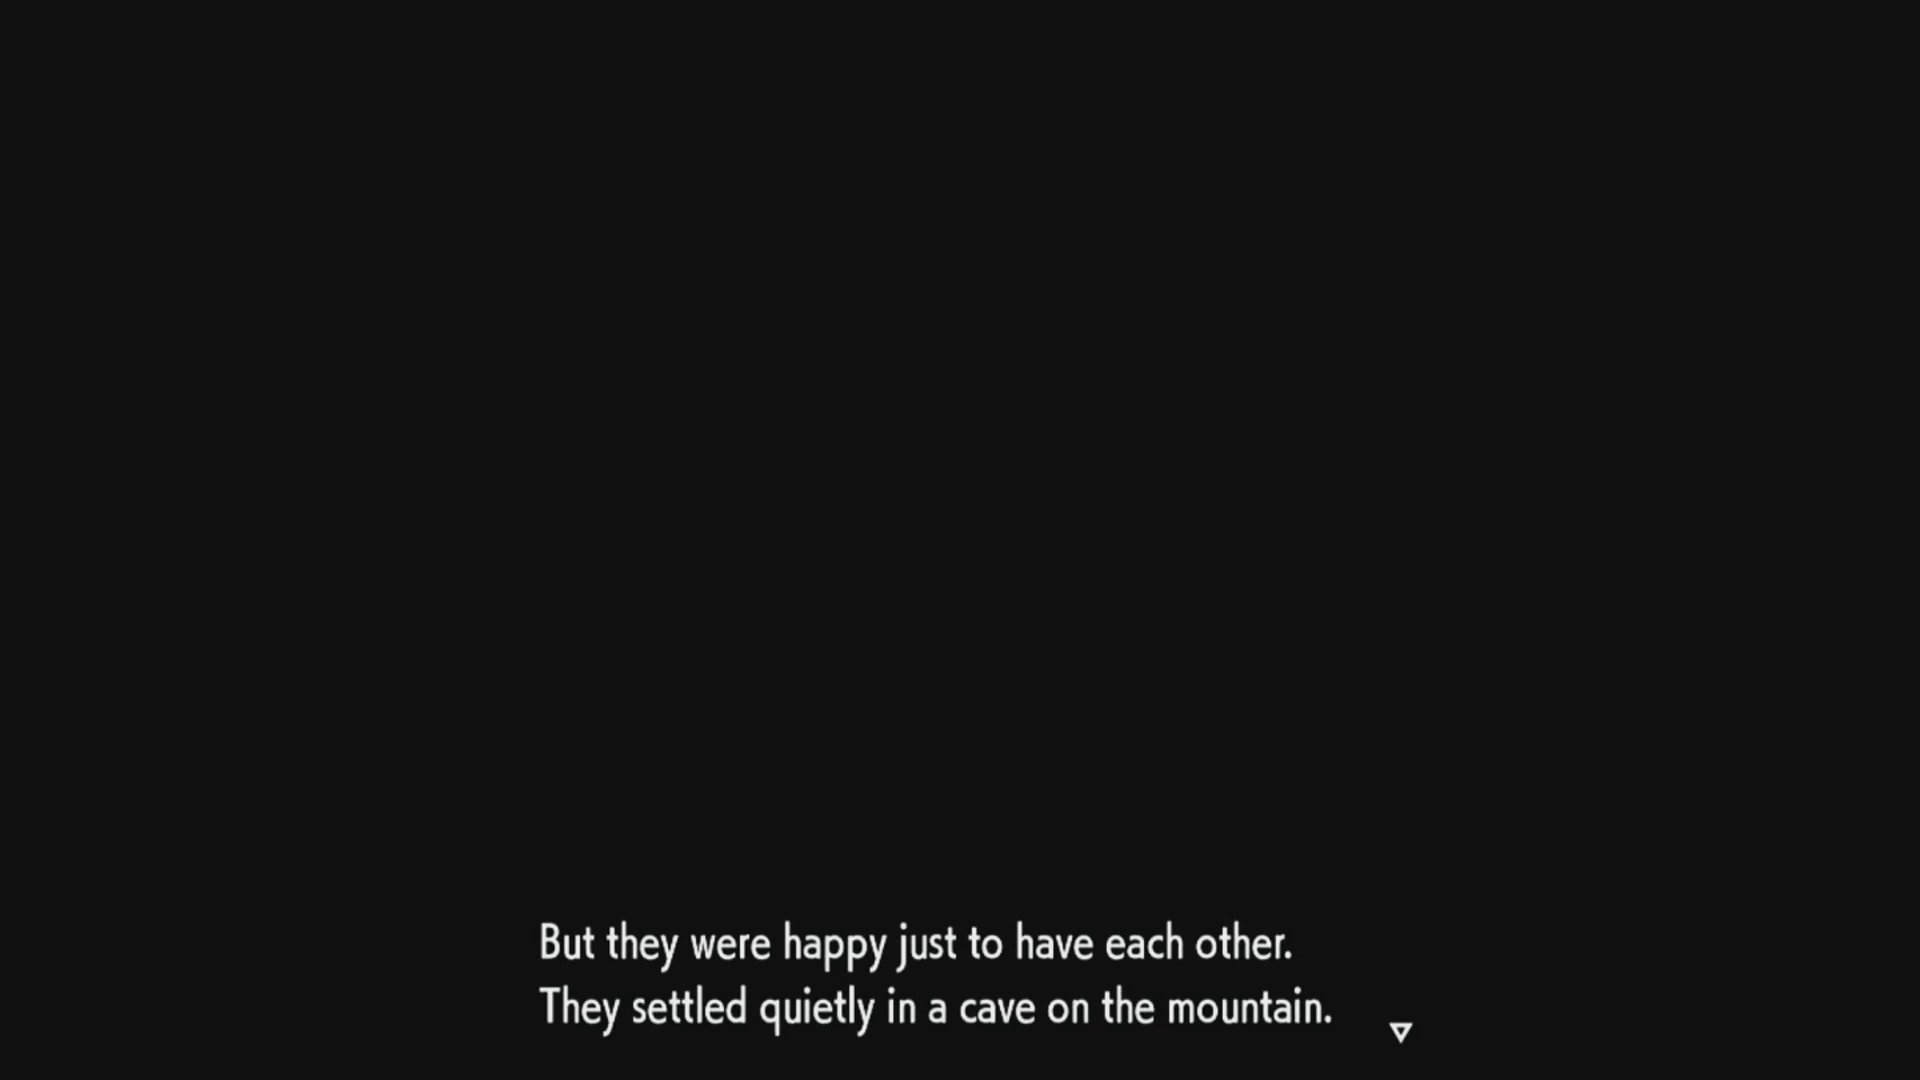 But they were happy just to have each other.
They settled quietly in a cave on the mountain.